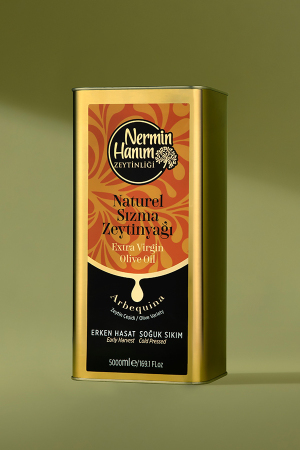 Nermin
Hanım
ZEYTİNLİĞİ
Naturel
Sızma
Zeytinyağı
Extra Virgin
Olive Oil
Arbequina
Zeytin Cesidi / Olive Variety
ERKEN HASAT SOĞUK SIKIM
Early Harvest Cold Pressed
5000ml e/169.1 FL.oz